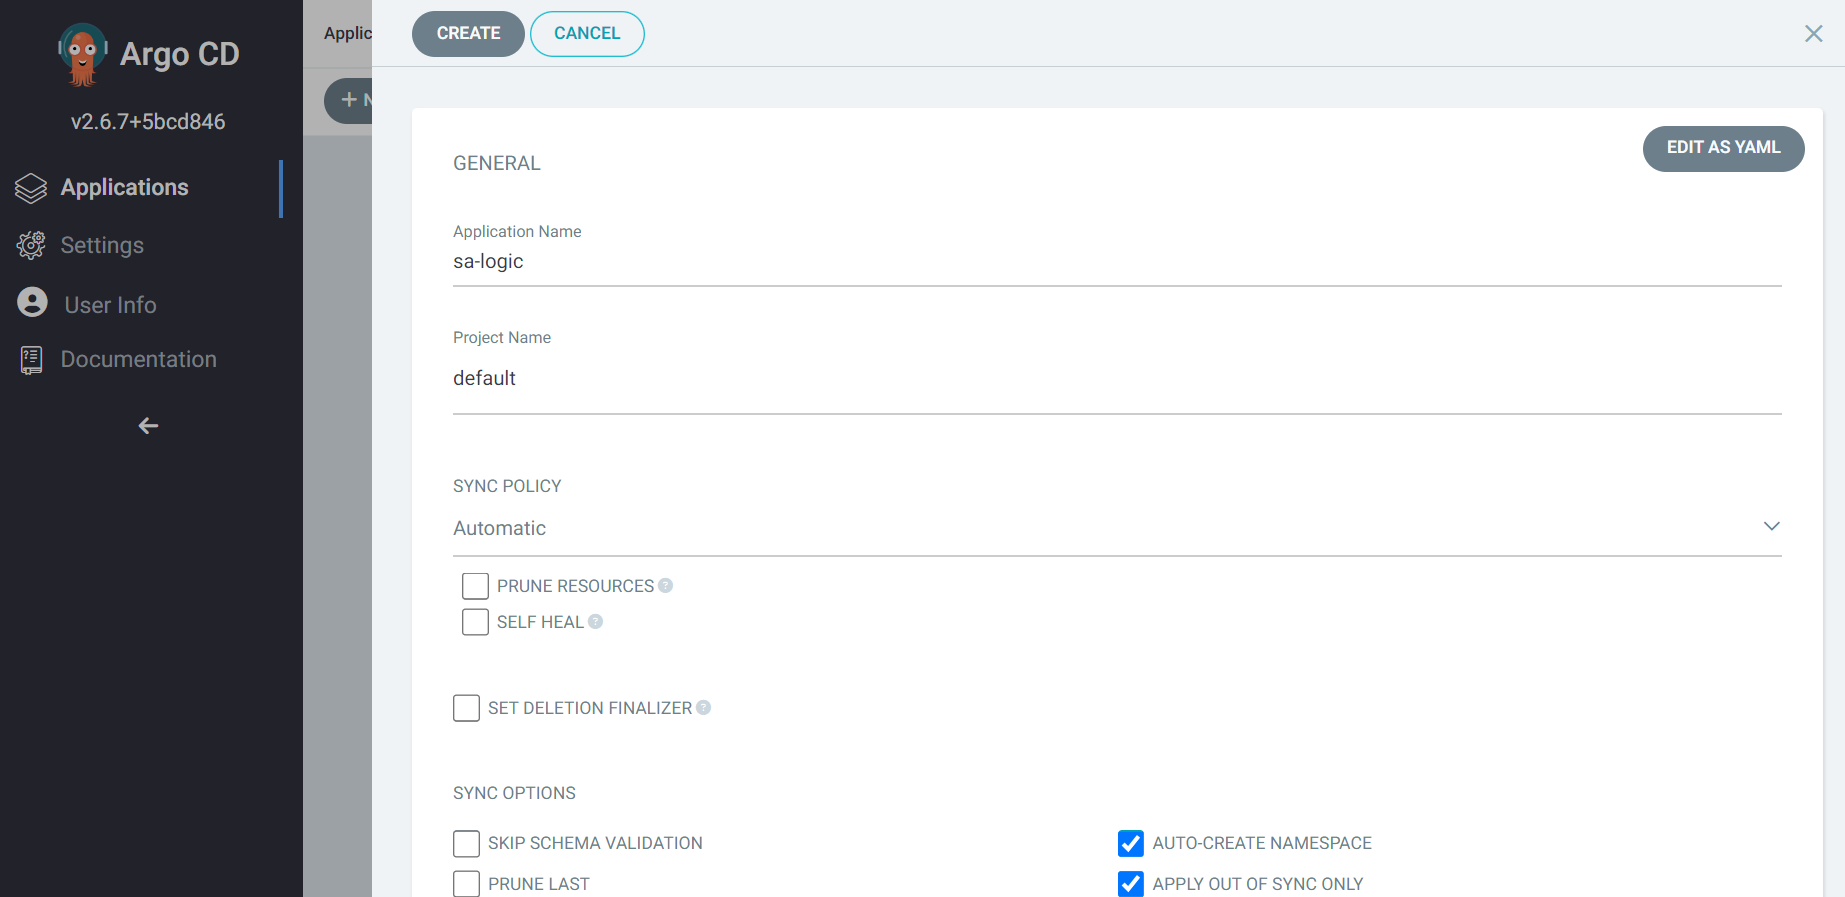 Argo CD
v2.6.7+5bcd846
Applications
Settings
User Info
Documentation
Applic
+ N
CREATE
CANCEL
EDIT AS YAML
GENERAL
Application Name
sa-logic
Project Name
default
SYNC POLICY
Automatic
PRUNE RESOURCES ?
SELF HEAL ?
SET DELETION FINALIZER ?
SYNC OPTIONS
SKIP SCHEMA VALIDATION
AUTO-CREATE NAMESPACE
PRUNE LAST
APPLY OUT OF SYNC ONLY